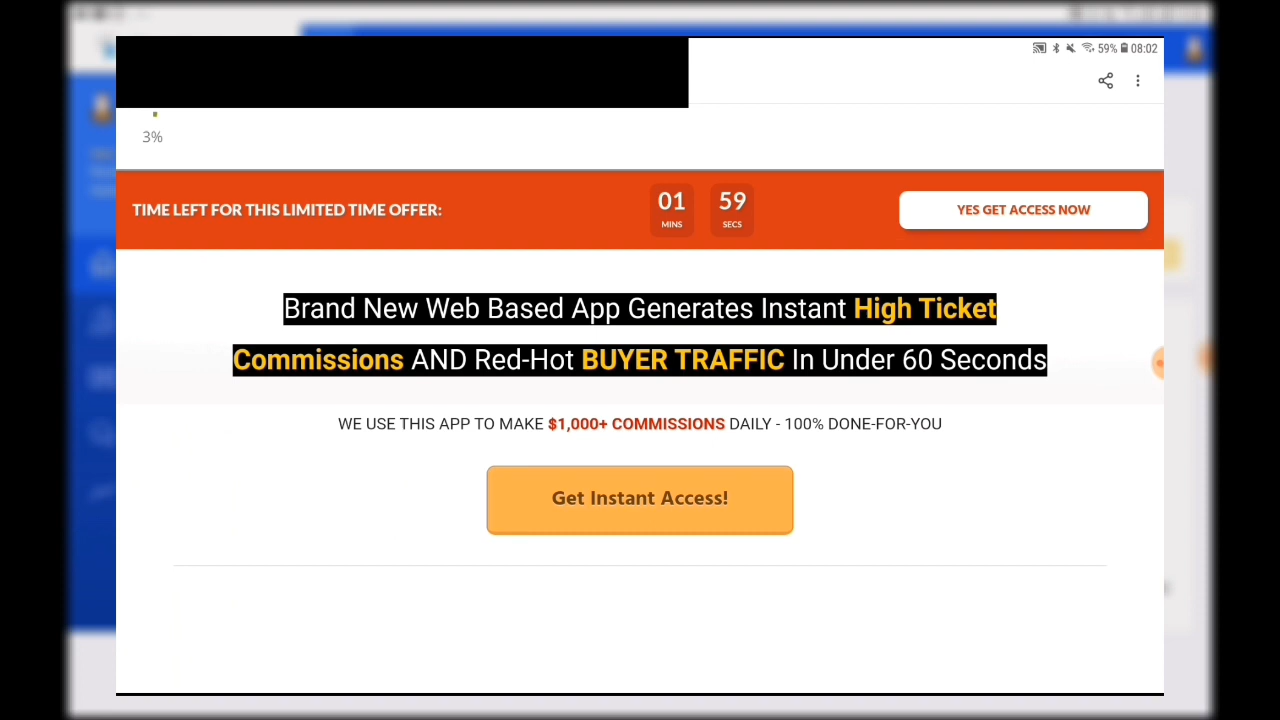 59% 08:02
3%
TIME LEFT FOR THIS LIMITED TIME OFFER:
01
MINS
59
SECS
YES GET ACCESS NOW
Brand New Web Based App Generates Instant High Ticket
Commissions AND Red-Hot BUYER TRAFFIC In Under 60 Seconds
WE USE THIS APP TO MAKE $1,000+ COMMISSIONS DAILY - 100% DONE-FOR-YOU
Get Instant Access!